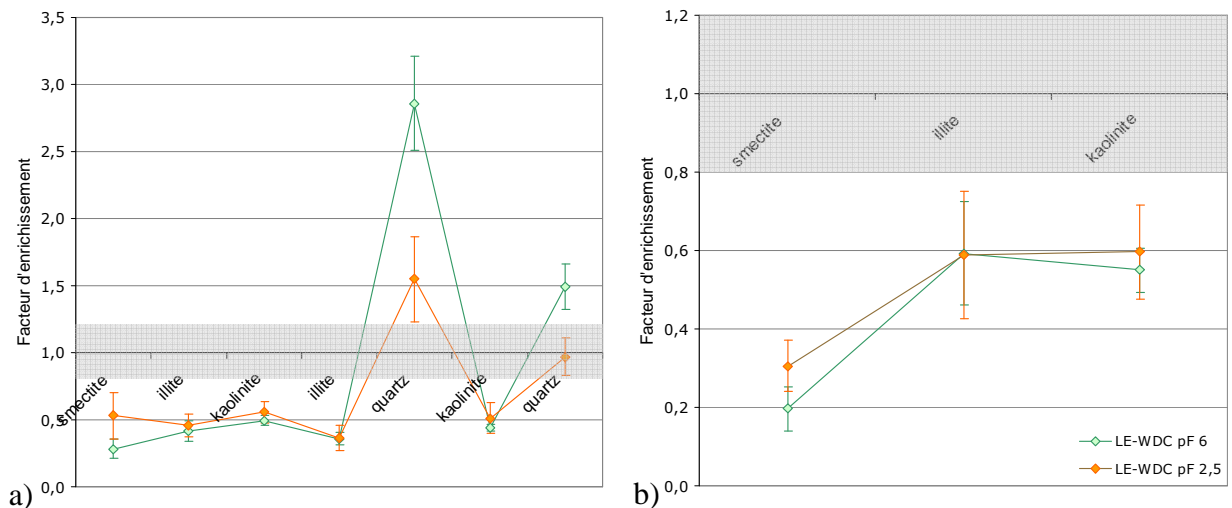 3,5
3,0
2,5
2,0
1,5
1,0
0,5
0,0
Facteur d'enrichissement
smectite
illite
kaolinite
illite
quartz
kaolinite
quartz
a)
1,2
1,0
0,8
0,6
0,4
0,2
0,0
Facteur d'enrichissement
smectite
illite
kaolinite
LE-WDC pF 6
LE-WDC pF 2,5
b)